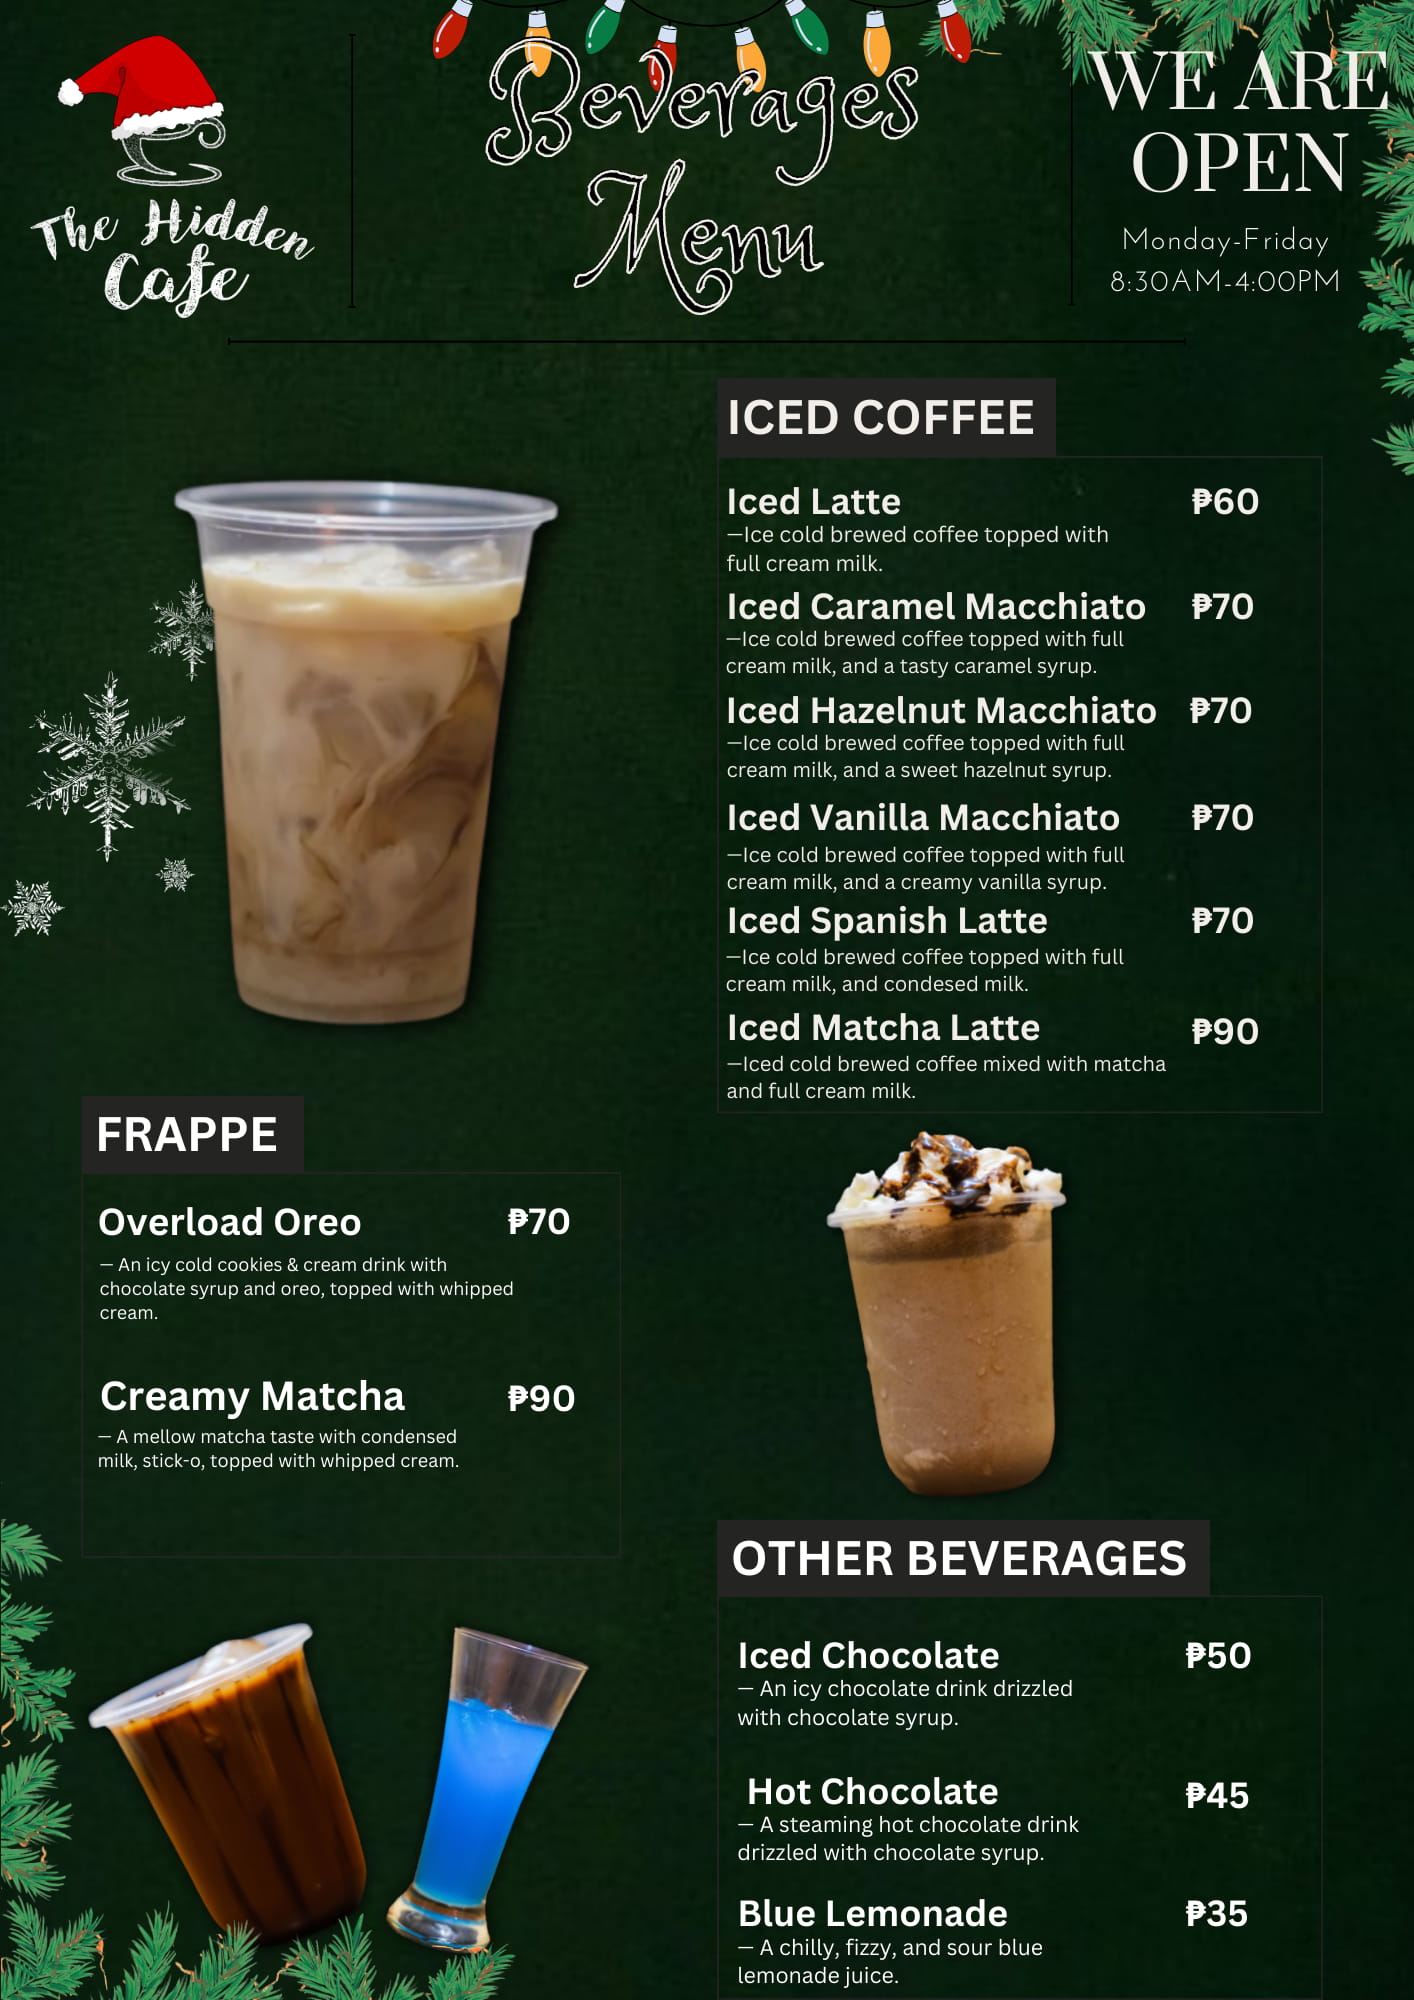 The Hidden
Cafe
Beverages
Menu
WE ARE
OPEN
Monday-Friday
8:30AM-4:00PM
ICED COFFEE
Iced Latte ₱60
—Ice cold brewed coffee topped with
full cream milk.
Iced Caramel Macchiato ₱70
—Ice cold brewed coffee topped with full
cream milk, and a tasty caramel syrup.
Iced Hazelnut Macchiato ₱70
—Ice cold brewed coffee topped with full
cream milk, and a sweet hazelnut syrup.
Iced Vanilla Macchiato ₱70
—Ice cold brewed coffee topped with full
cream milk, and a creamy vanilla syrup.
Iced Spanish Latte ₱70
—Ice cold brewed coffee topped with full
cream milk, and condesed milk.
Iced Matcha Latte ₱90
—Iced cold brewed coffee mixed with matcha
and full cream milk.
FRAPPE
Overload Oreo ₱70
— An icy cold cookies & cream drink with
chocolate syrup and oreo, topped with whipped
cream.
Creamy Matcha ₱90
— A mellow matcha taste with condensed
milk, stick-o, topped with whipped cream.
OTHER BEVERAGES
Iced Chocolate ₱50
— An icy chocolate drink drizzled
with chocolate syrup.
Hot Chocolate ₱45
— A steaming hot chocolate drink
drizzled with chocolate syrup.
Blue Lemonade ₱35
— A chilly, fizzy, and sour blue
lemonade juice.